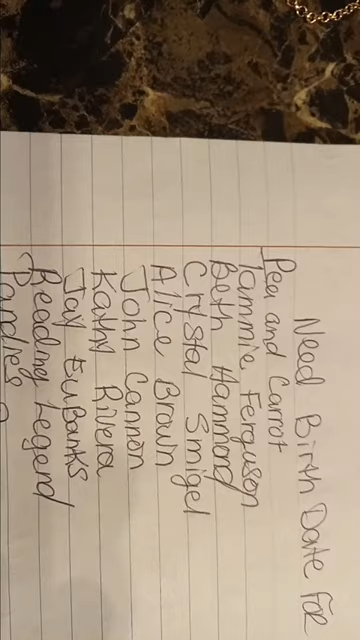 Need Birth Date For
Pea and Carrot
Tammie Ferguson
Beth Hammond
Crystal Smigel
Alice Brown
John Cannon
Kathy Rivera
Jay EuBanks
Reading Legend